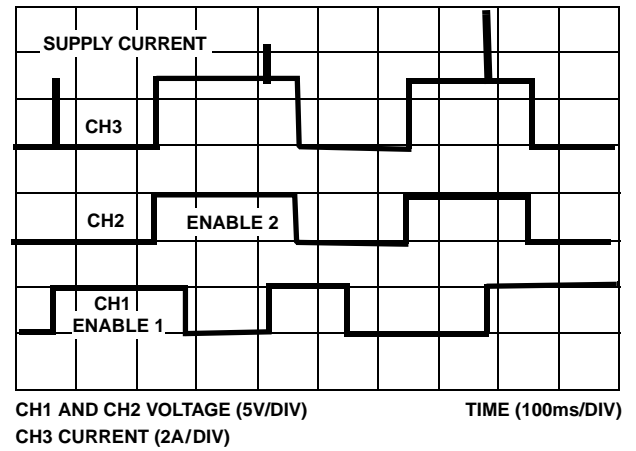 SUPPLY CURRENT
CH3
CH2
ENABLE 2
CH1
ENABLE 1
CH1 AND CH2 VOLTAGE (5V/DIV)
TIME (100ms/DIV)
CH3 CURRENT (2A/DIV)